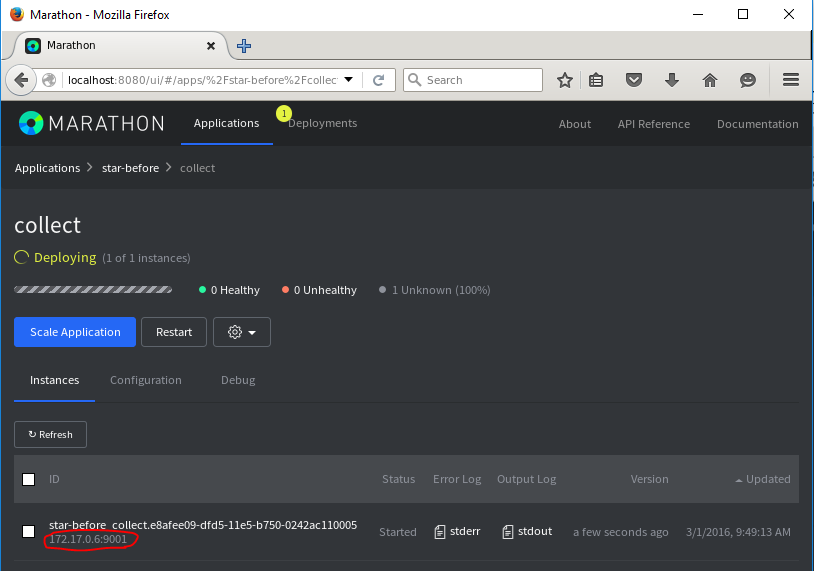 Marathon - Mozilla Firefox
Marathon
localhost:8080/ui/#/apps/%2Fstar-before%2Fcollec
Search
MARATHON
Applications
1
Deployments
About
API Reference
Documentation
Applications > star-before > collect
collect
Deploying (1 of 1 instances)
0 Healthy
0 Unhealthy
1 Unknown (100%)
Scale Application
Restart
Instances
Configuration
Debug
↻ Refresh
ID
Status
Error Log
Output Log
Version
Updated
star-before_collect.e8afee09-dfd5-11e5-b750-0242ac110005
172.17.0.6:9001
Started
stderr
stdout
a few seconds ago
3/1/2016, 9:49:13 AM